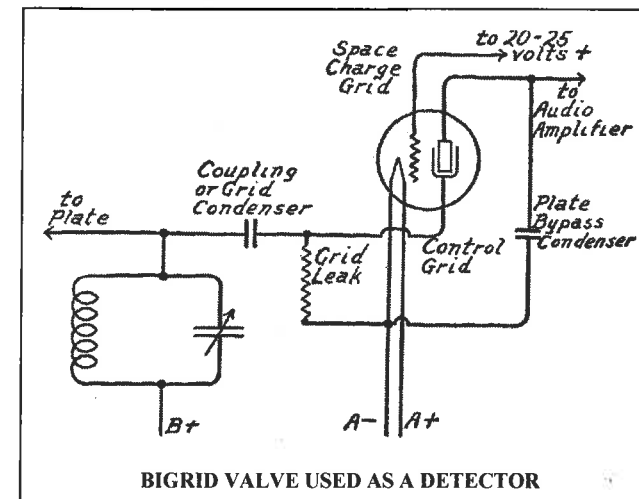 Space
Charge
Grid
to 20-25
volts +
to
Audio
Amplifier
Coupling
or Grid
Condenser
to
Plate
Plate
Bypass
Condenser
Grid
Leak
Control
Grid
B+
A-
A+
BIGRID VALVE USED AS A DETECTOR